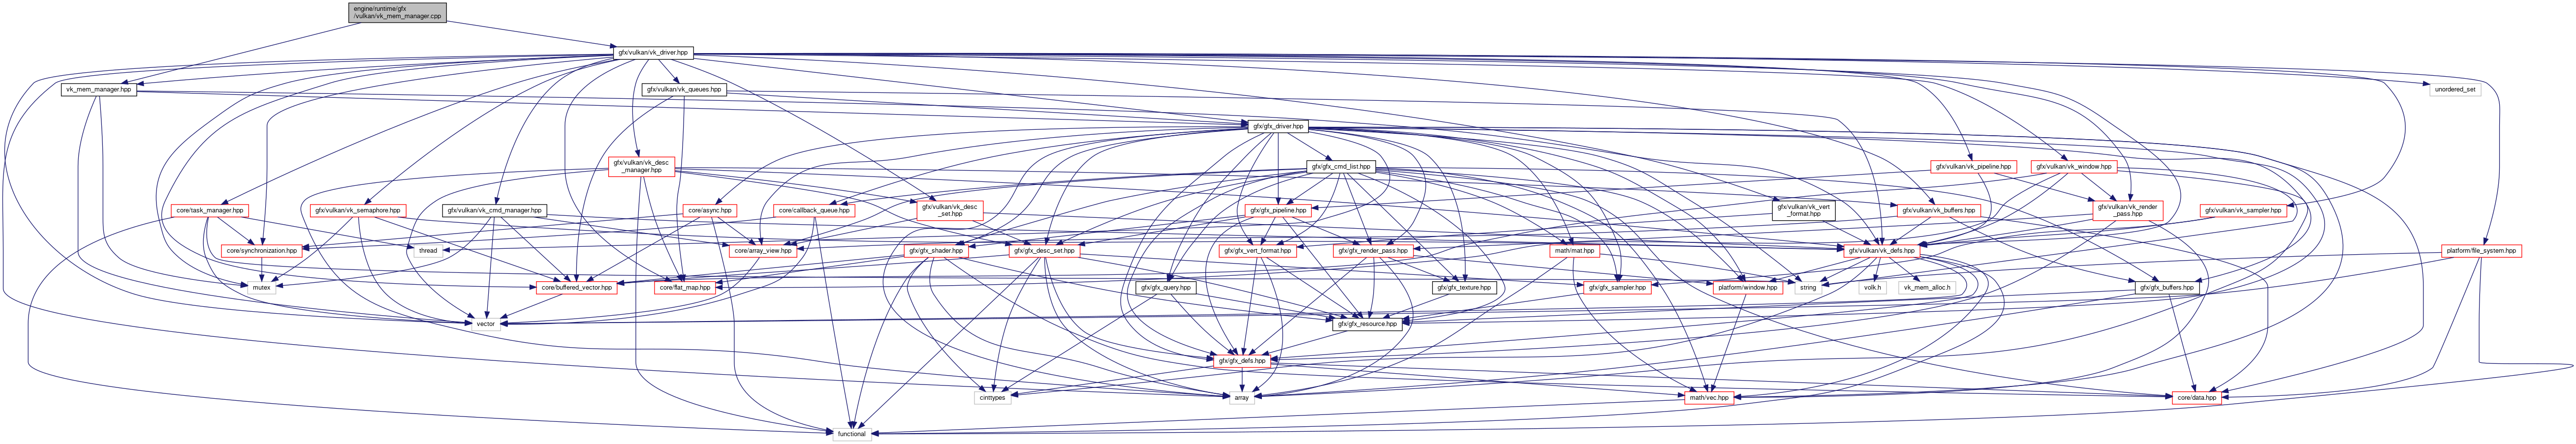 engine/runtime/gfx
/vulkan/vk_mem_manager.cpp
gfx/vulkan/vk_driver.hpp
vk_mem_manager.hpp
gfx/vulkan/vk_queues.hpp
unordered_set
gfx/gfx_driver.hpp
gfx/vulkan/vk_desc
_manager.hpp
gfx/gfx_cmd_list.hpp
gfx/vulkan/vk_pipeline.hpp
gfx/vulkan/vk_window.hpp
core/task_manager.hpp
gfx/vulkan/vk_semaphore.hpp
gfx/vulkan/vk_cmd_manager.hpp
core/async.hpp
core/callback_queue.hpp
gfx/vulkan/vk_desc
_set.hpp
gfx/gfx_pipeline.hpp
gfx/vulkan/vk_vert
_format.hpp
gfx/vulkan/vk_buffers.hpp
gfx/vulkan/vk_render
_pass.hpp
gfx/vulkan/vk_sampler.hpp
core/synchronization.hpp
thread
core/array_view.hpp
gfx/gfx_shader.hpp
gfx/gfx_desc_set.hpp
gfx/gfx_vert_format.hpp
gfx/gfx_render_pass.hpp
math/mat.hpp
gfx/vulkan/vk_defs.hpp
platform/file_system.hpp
mutex
core/buffered_vector.hpp
core/flat_map.hpp
gfx/gfx_query.hpp
gfx/gfx_texture.hpp
gfx/gfx_sampler.hpp
platform/window.hpp
string
volk.h
vk_mem_alloc.h
gfx/gfx_buffers.hpp
vector
gfx/gfx_resource.hpp
gfx/gfx_defs.hpp
cinttypes
array
math/vec.hpp
core/data.hpp
functional